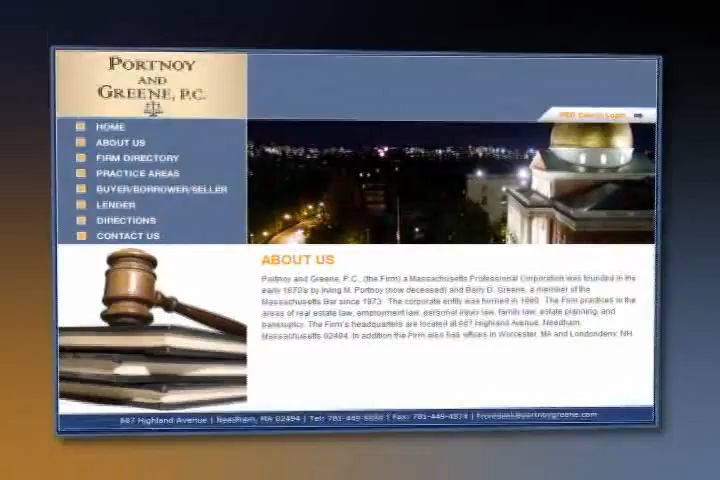 PORTNOY
AND
GREENE, P.C.
HOME
ABOUT US
FIRM DIRECTORY
PRACTICE AREAS
BUYER/BORROWER/SELLER
LENDER
DIRECTIONS
CONTACT US
ABOUT US
Portnoy and Greene, P.C., (the Firm) a Massachusetts Professional Corporation was founded in the
early 1970's by Irving M. Portnoy (now deceased) and Barry D. Greene, a member of the
Massachusetts Bar since 1973. The corporate entity was formed in The Firm practices in the
areas of real estate law, employment law, personal injury law, family law, estate planning, and
bankruptcy. The Firm's headquarters are located at 687 Highland Avenue, Needham,
Massachusetts 02494. In addition the Firm also has offices in Worcester, MA and Londonderry, NH.
687 Highland Avenue | Needham, MA 02494 | Tel: | Fax: 781-449-4574 |